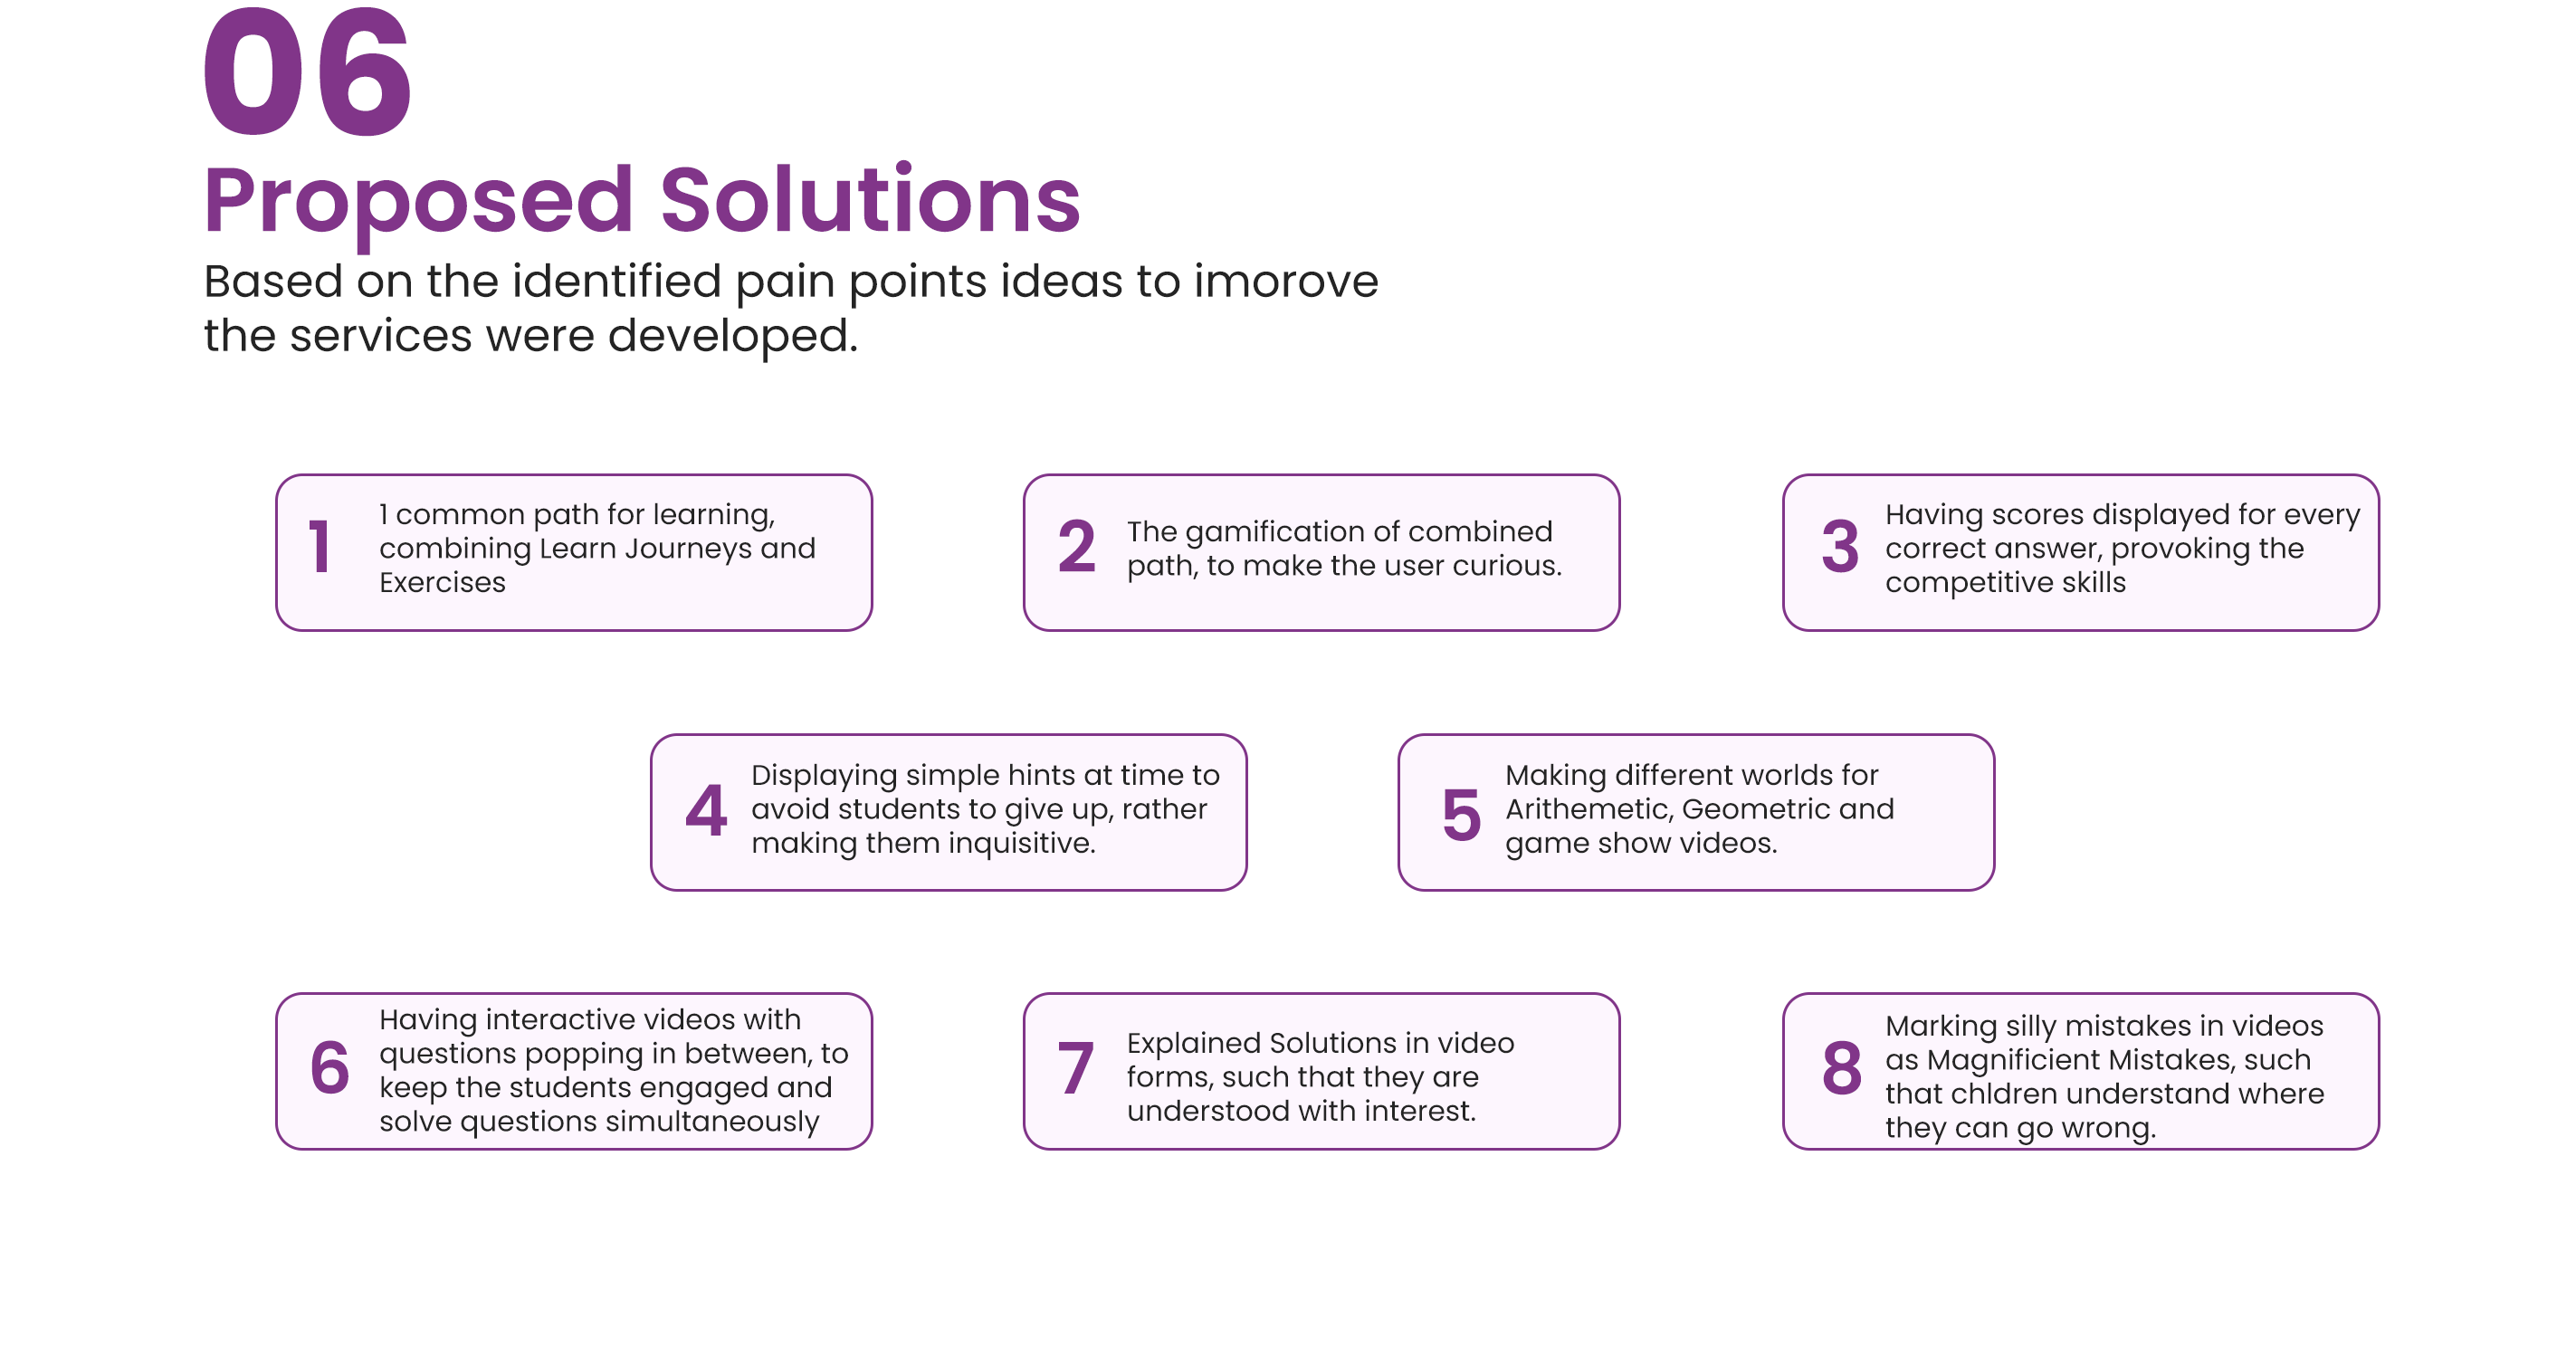 06
Proposed Solutions
Based on the identified pain points ideas to imorove
the services were developed.
1
1 common path for learning,
combining Learn Journeys and
Exercises
2
The gamification of combined
path, to make the user curious.
3
Having scores displayed for every
correct answer, provoking the
competitive skills
4
Displaying simple hints at time to
avoid students to give up, rather
making them inquisitive.
5
Making different worlds for
Arithemetic, Geometric and
game show videos.
6
Having interactive videos with
questions popping in between, to
keep the students engaged and
solve questions simultaneously
7
Explained Solutions in video
forms, such that they are
understood with interest.
8
Marking silly mistakes in videos
as Magnificient Mistakes, such
that chldren understand where
they can go wrong.